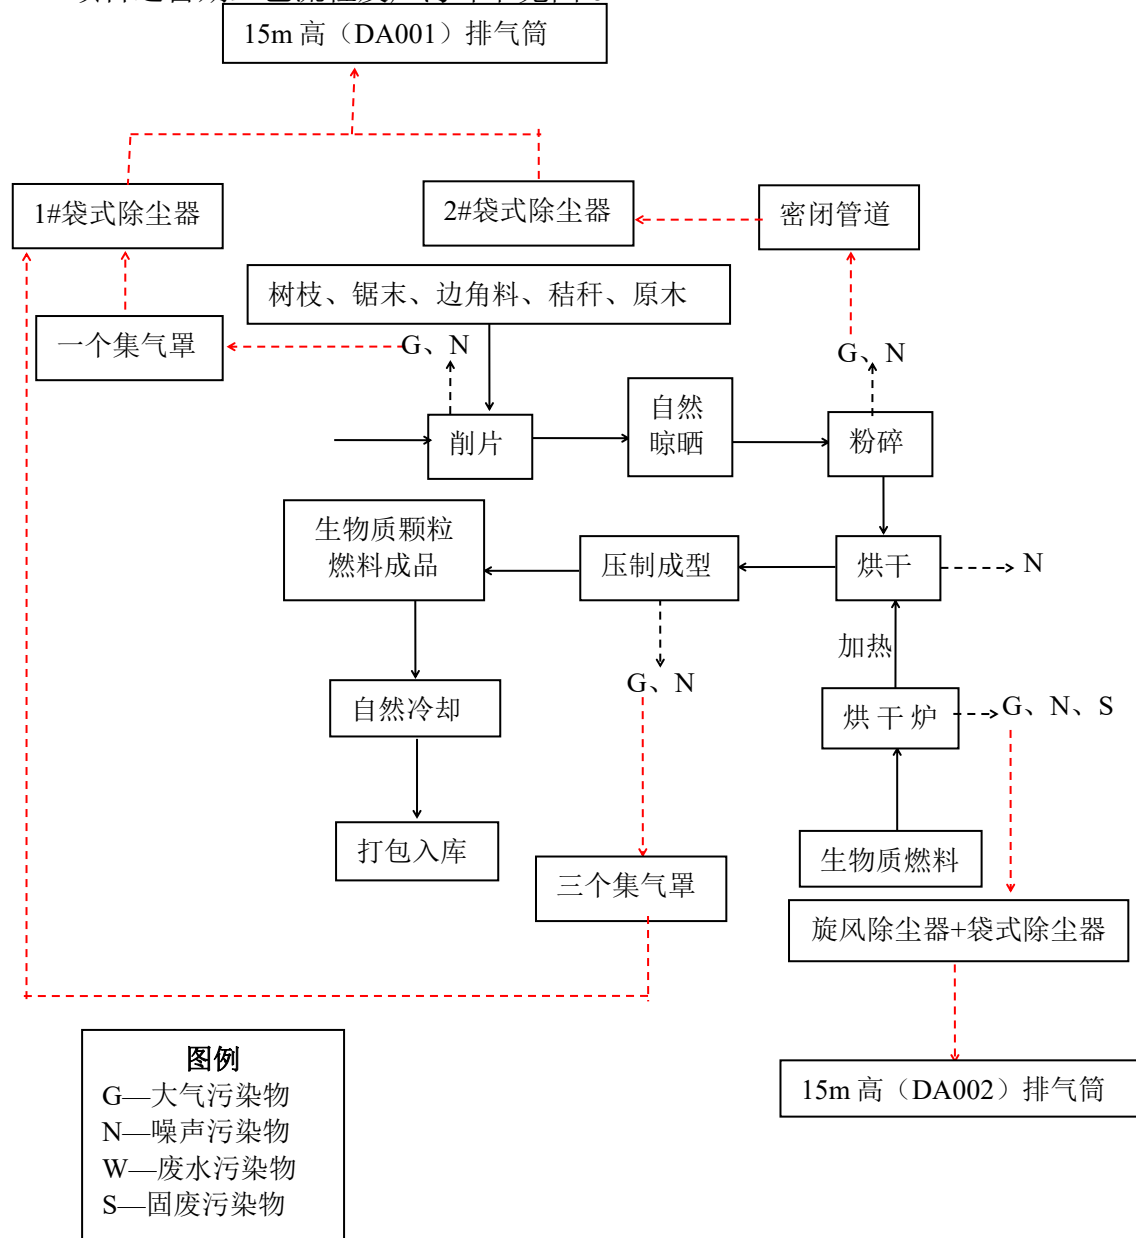 15m 高（DA001）排气筒
1#袋式除尘器
2#袋式除尘器
密闭管道
树枝、锯末、边角料、秸秆、原木
一个集气罩
G、N
G、N
削片
自然
晾晒
粉碎
生物质颗粒
燃料成品
压制成型
烘干
N
加热
G、N
自然冷却
烘干炉
G、N、S
打包入库
生物质燃料
三个集气罩
旋风除尘器+袋式除尘器
15m 高（DA002）排气筒
图例
G—大气污染物
N—噪声污染物
W—废水污染物
S—固废污染物